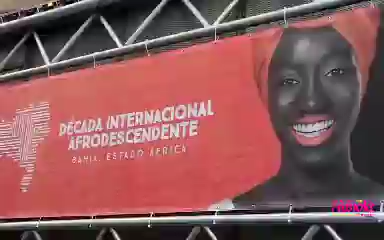 DÉCADA INTERNACIONAL
AFRODESCENDENTE
BAHIA, ESTADO ÁFRICA